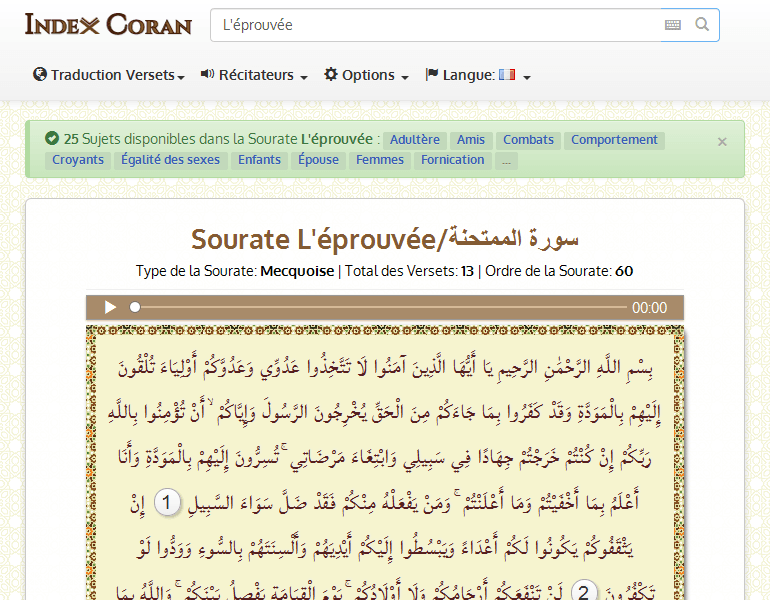 INDEX CORAN
L'éprouvée
Traduction Versets
Récitateurs
Options
Langue:
25 Sujets disponibles dans la Sourate L'éprouvée : Adultère Amis Combats Comportement
Croyants Égalité des sexes Enfants Épouse Femmes Fornication ...
×
Sourate L'éprouvée/سورة الممتحنة
Type de la Sourate: Mecquoise | Total des Versets: 13 | Ordre de la Sourate: 60
00:00
بِسْمِ اللَّهِ الرَّحْمَٰنِ الرَّحِيمِ يَا أَيُّهَا الَّذِينَ آمَنُوا لَا تَتَّخِذُوا عَدُوِّي وَعَدُوَّكُمْ أَوْلِيَاءَ تُلْقُونَ
إِلَيْهِمْ بِالْمَوَدَّةِ وَقَدْ كَفَرُوا بِمَا جَاءَكُمْ مِنَ الْحَقِّ يُخْرِجُونَ الرَّسُولَ وَإِيَّاكُمْ ۙ أَنْ تُؤْمِنُوا بِاللَّهِ
رَبِّكُمْ إِنْ كُنْتُمْ خَرَجْتُمْ جِهَادًا فِي سَبِيلِي وَابْتِغَاءَ مَرْضَاتِي ۚ تُسِرُّونَ إِلَيْهِمْ بِالْمَوَدَّةِ وَأَنَا
أَعْلَمُ بِمَا أَخْفَيْتُمْ وَمَا أَعْلَنْتُمْ ۚ وَمَنْ يَفْعَلْهُ مِنْكُمْ فَقَدْ ضَلَّ سَوَاءَ السَّبِيلِ 1 إِنْ
يَثْقَفُوكُمْ يَكُونُوا لَكُمْ أَعْدَاءً وَيَبْسُطُوا إِلَيْكُمْ أَيْدِيَهُمْ وَأَلْسِنَتَهُمْ بِالسُّوءِ وَوَدُّوا لَوْ
تَكْفُرُونَ 2 لَنْ تَنْفَعَكُمْ أَرْحَامُكُمْ وَلَا أَوْلَادُكُمْ ۚ يَوْمَ الْقِيَامَةِ يَفْصِلُ بَيْنَكُمْ ۚ وَاللَّهُ بِمَا